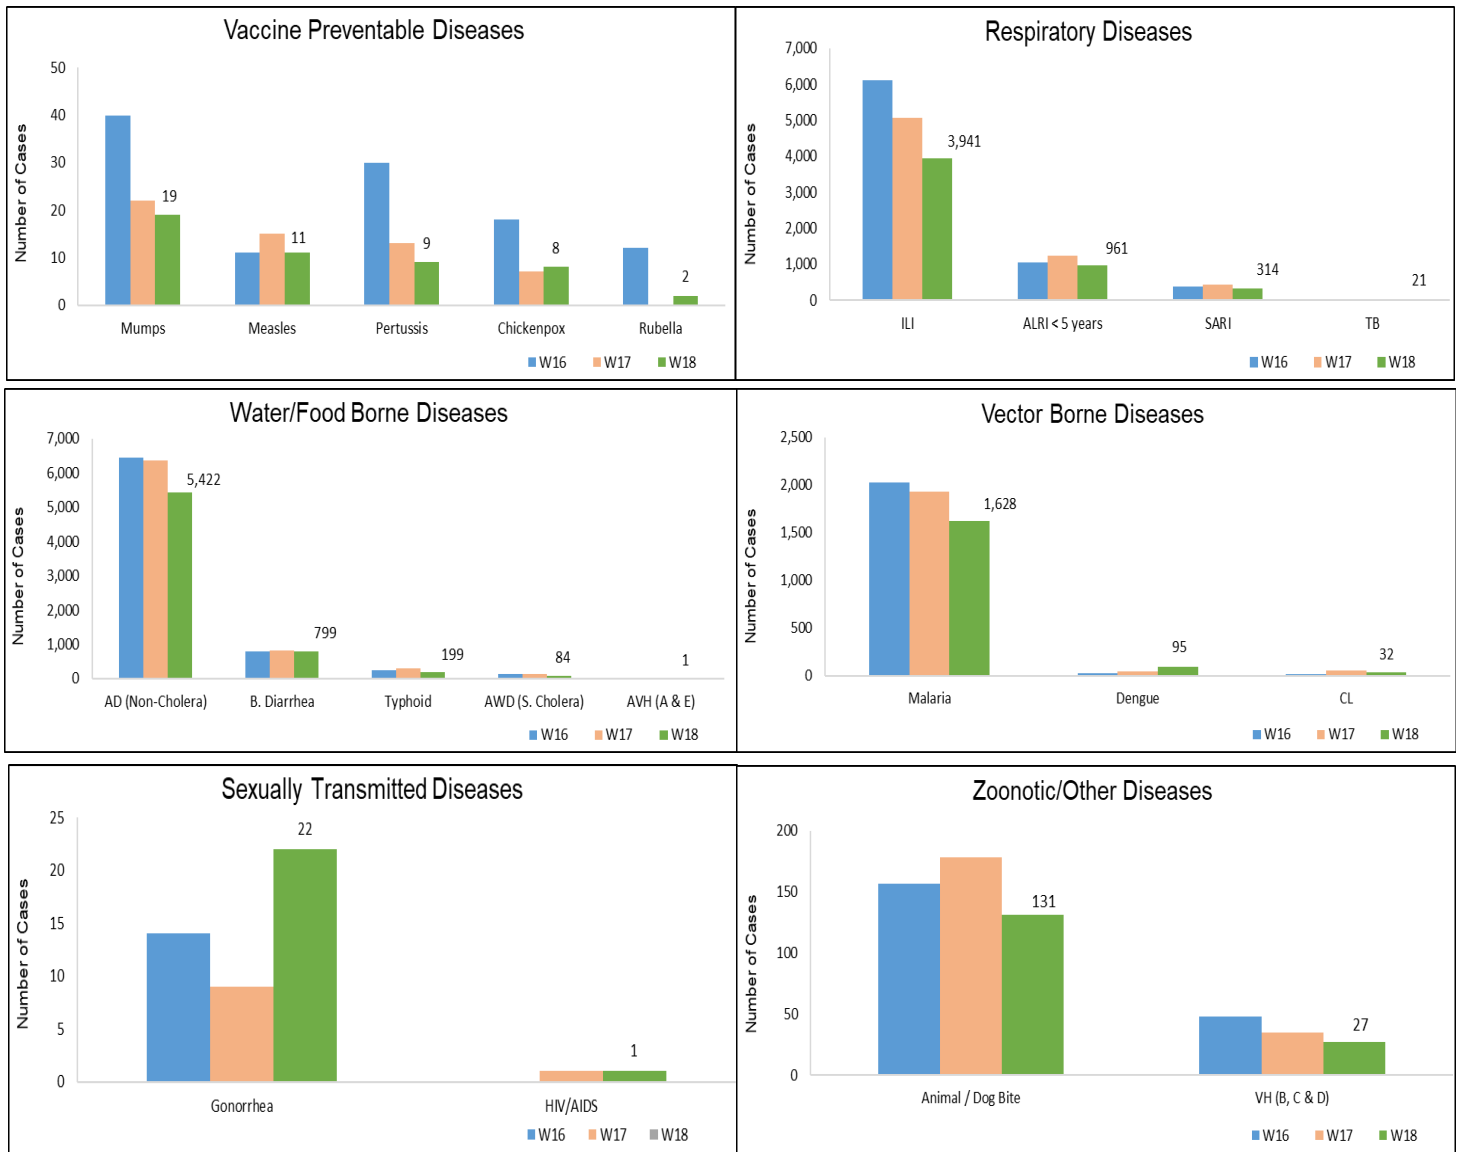 Vaccine Preventable Diseases
Number of Cases
50
40
30
20
10
0
19
11
9
8
2
Mumps Measles Pertussis Chickenpox Rubella
W16 W17 W18
Respiratory Diseases
Number of Cases
7,000
6,000
5,000
4,000
3,000
2,000
1,000
0
3,941
961
314
21
ILI ALRI < 5 years SARI TB
W16 W17 W18
Water/Food Borne Diseases
Number of Cases
7,000
6,000
5,000
4,000
3,000
2,000
1,000
0
5,422
799
199
84
1
AD (Non-Cholera) B. Diarrhea Typhoid AWD (S. Cholera) AVH (A & E)
W16 W17 W18
Vector Borne Diseases
Number of Cases
2,500
2,000
1,500
1,000
500
0
1,628
95
32
Malaria Dengue CL
W16 W17 W18
Sexually Transmitted Diseases
Number of Cases
25
20
15
10
5
0
22
1
Gonorrhea HIV/AIDS
W16 W17 W18
Zoonotic/Other Diseases
Number of Cases
200
150
100
50
0
131
27
Animal / Dog Bite VH (B, C & D)
W16 W17 W18